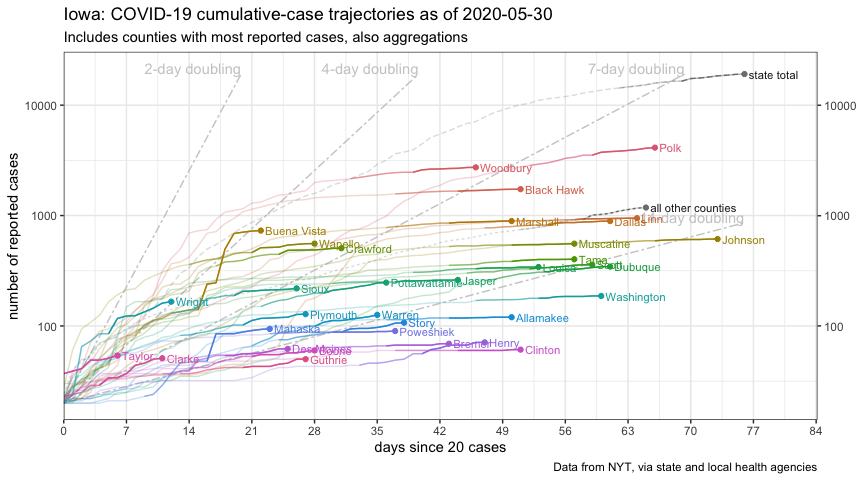 Iowa: COVID-19 cumulative-case trajectories as of 2020-05-30
Includes counties with most reported cases, also aggregations
2-day doubling
4-day doubling
7-day doubling
state total
10000
10000
Polk
Woodbury
Black Hawk
all other counties
1000
1000
Marshall
Dallas
Linn
day doubling
Buena Vista
Johnson
Wapello
Muscatine
Crawford
Tama
Scott
Louisa
Dubuque
Jasper
Pottawattamie
Sioux
Washington
Wright
Plymouth
Warren
Allamakee
100
100
Story
Mahaska
Poweshiek
Henry
Bremer
Des Moines
Clinton
Taylor
Clarke
Guthrie
number of reported cases
0
7
14
21
28
35
42
49
56
63
70
77
84
days since 20 cases
Data from NYT, via state and local health agencies